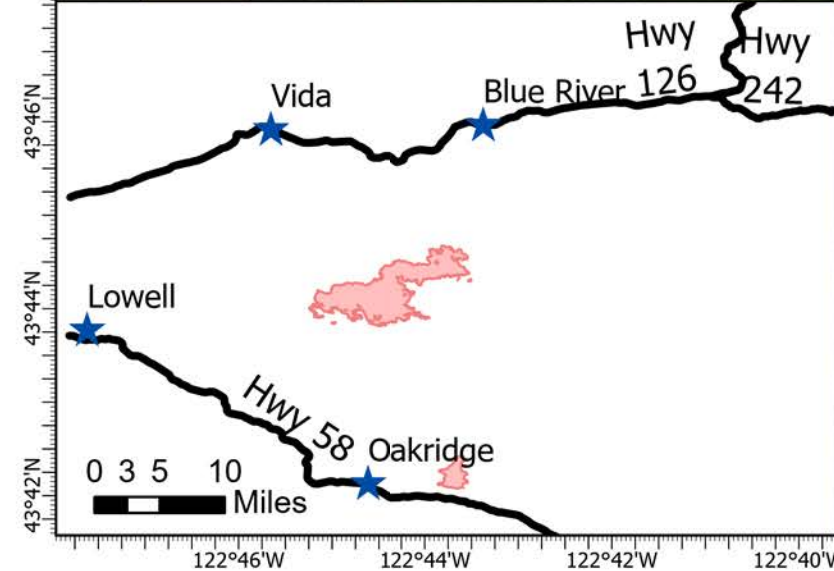 Hwy
Hwy
Vida
Blue River
126
242
43°46'N
Lowell
43°44'N
Hwy 58
Oakridge
0 3 5 10
Miles
43°42'N
122°46'W
122°44'W
122°42'W
122°40'W